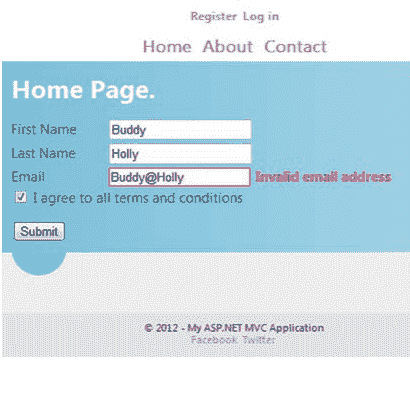 Register Log in
Home About Contact
Home Page.
First Name Buddy
Last Name Holly
Email Buddy@Holly Invalid email address
I agree to all terms and conditions
Submit
© 2012 - My ASP.NET MVC Application
Facebook Twitter